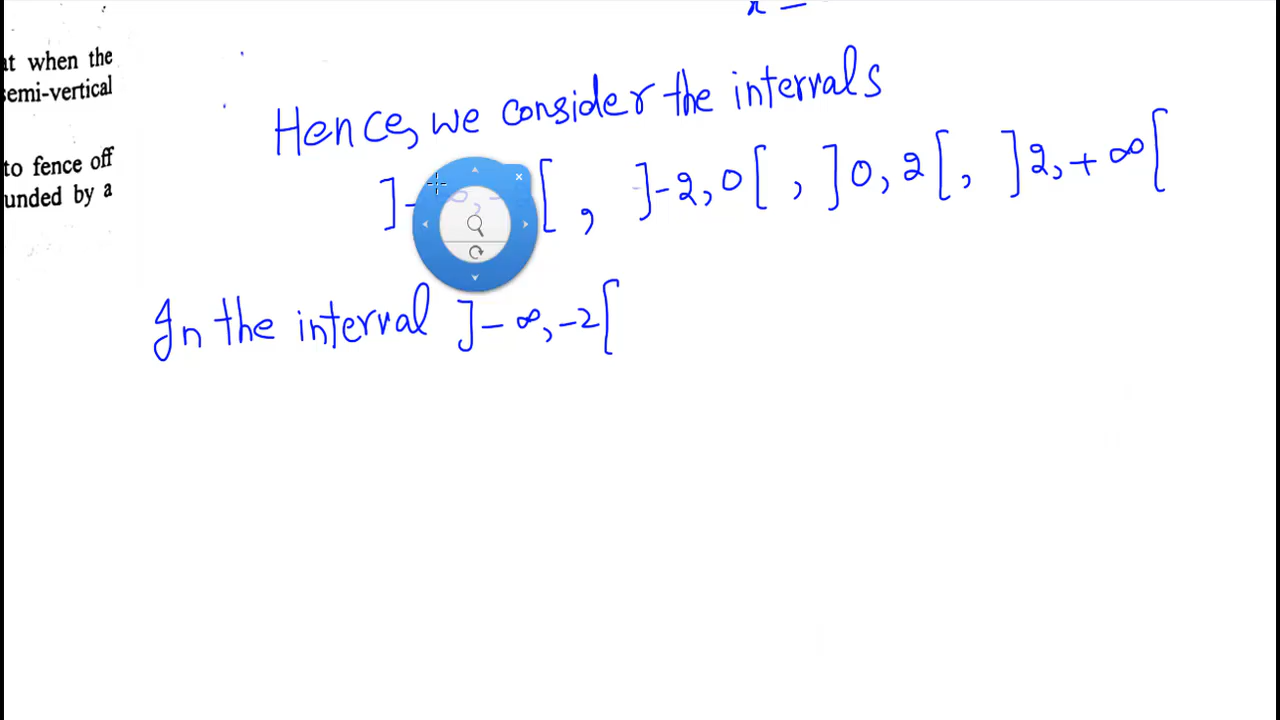 x =
at when the
semi-vertical
Hence, we consider the intervals
to fence off
unded by a
]-∞, [ , ]-2, 0[ , ]0, 2[ , ]2, +∞[
In the interval ]-∞, -2[